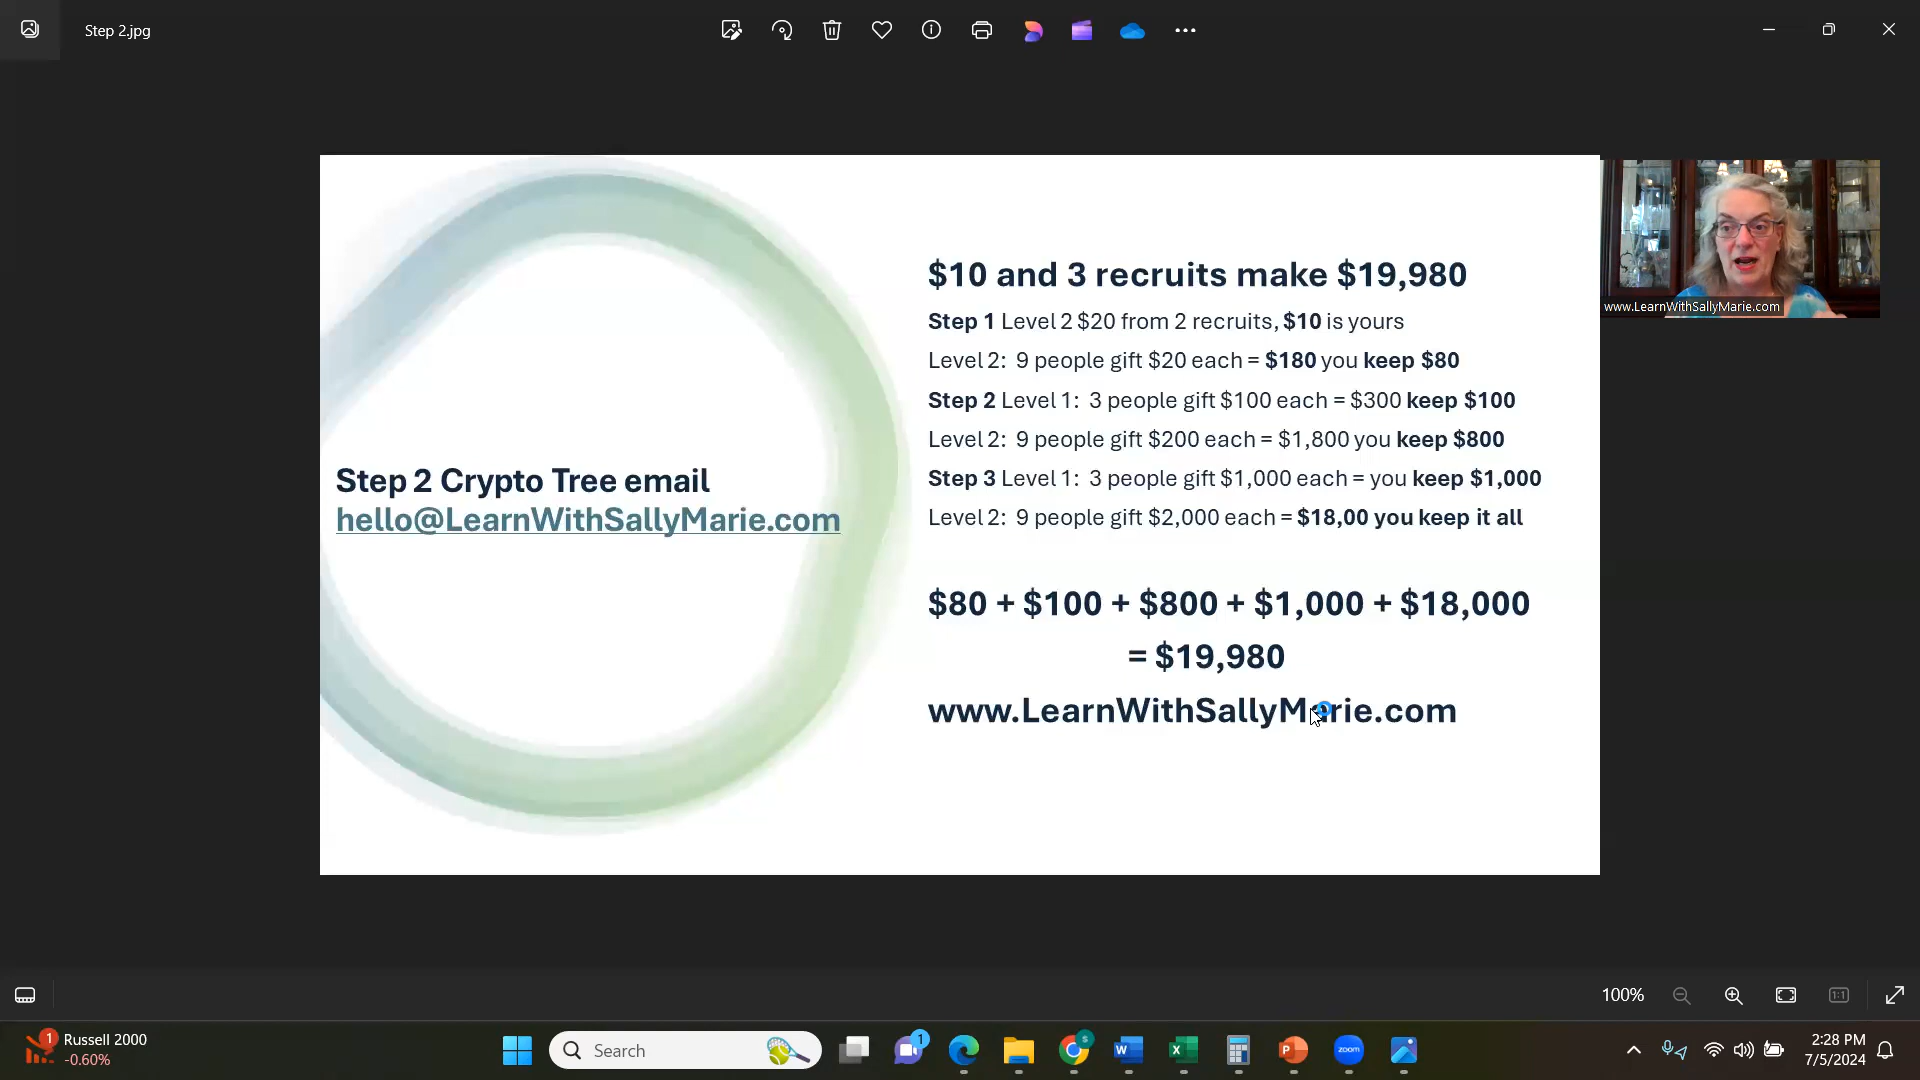 Step 2.jpg
$10 and 3 recruits make $19,980
Step 1 Level 2 $20 from 2 recruits, $10 is yours
Level 2: 9 people gift $20 each = $180 you keep $80
Step 2 Level 1: 3 people gift $100 each = $300 keep $100
Level 2: 9 people gift $200 each = $1,800 you keep $800
Step 3 Level 1: 3 people gift $1,000 each = you keep $1,000
Level 2: 9 people gift $2,000 each = $18,00 you keep it all
$80 + $100 + $800 + $1,000 + $18,000
= $19,980
www.LearnWithSallyMarie.com
Step 2 Crypto Tree email
hello@LearnWithSallyMarie.com
www.LearnWithSallyMarie.com
100%
1:1
1
Russell 2000
-0.60%
Search
1
S
W
X
P
zoom
2:28 PM
7/5/2024